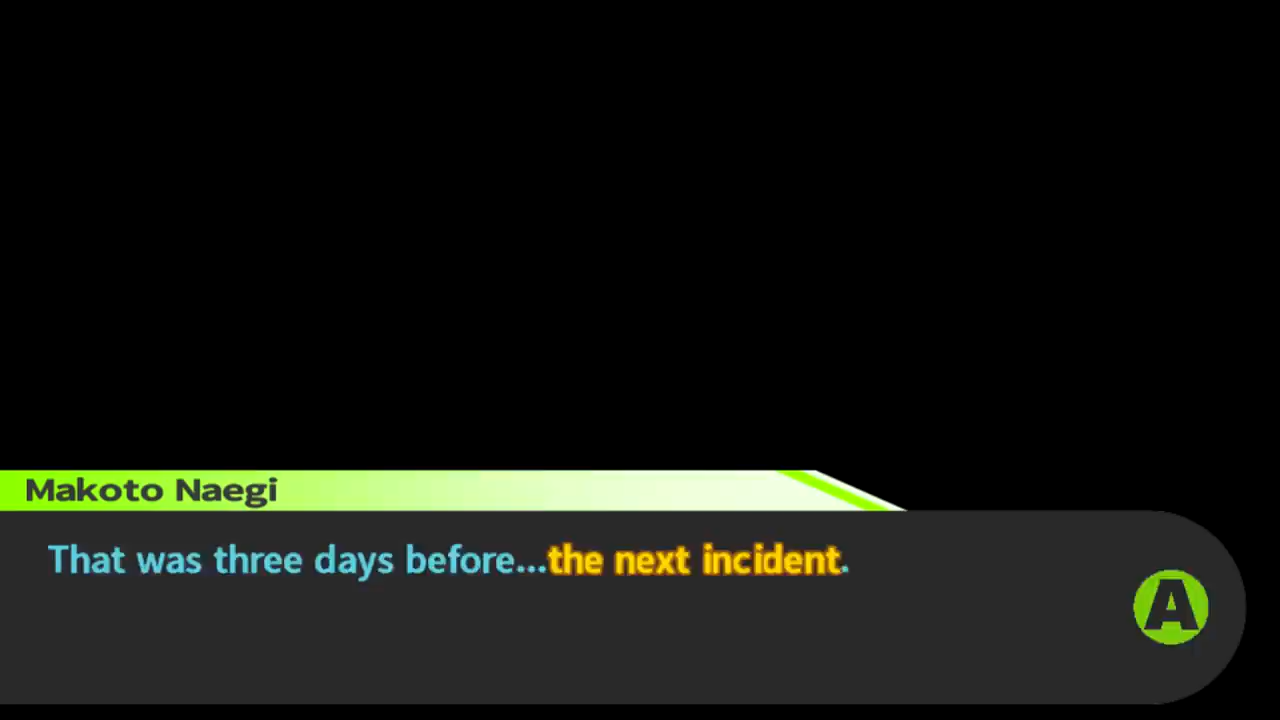 Makoto Naegi
That was three days before...the next incident.
A